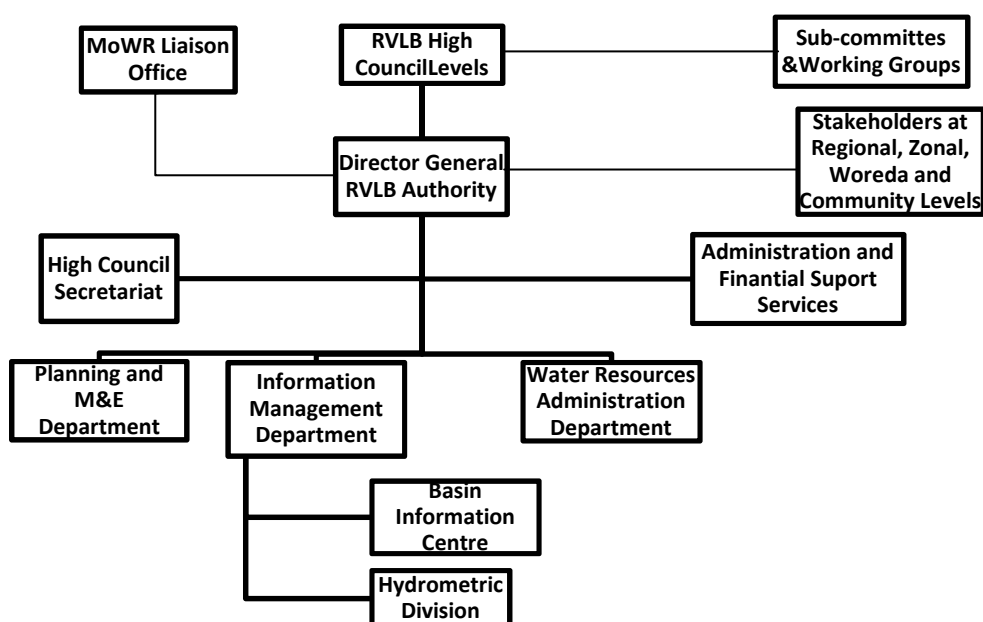 MoWR Liaison
Office
RVLB High
CouncilLevels
Sub-committes
&Working Groups
Director General
RVLB Authority
Stakeholders at
Regional, Zonal,
Woreda and
Community Levels
High Council
Secretariat
Administration and
Finantial Suport
Services
Planning and
M&E
Department
Information
Management
Department
Water Resources
Administration
Department
Basin
Information
Centre
Hydrometric
Division